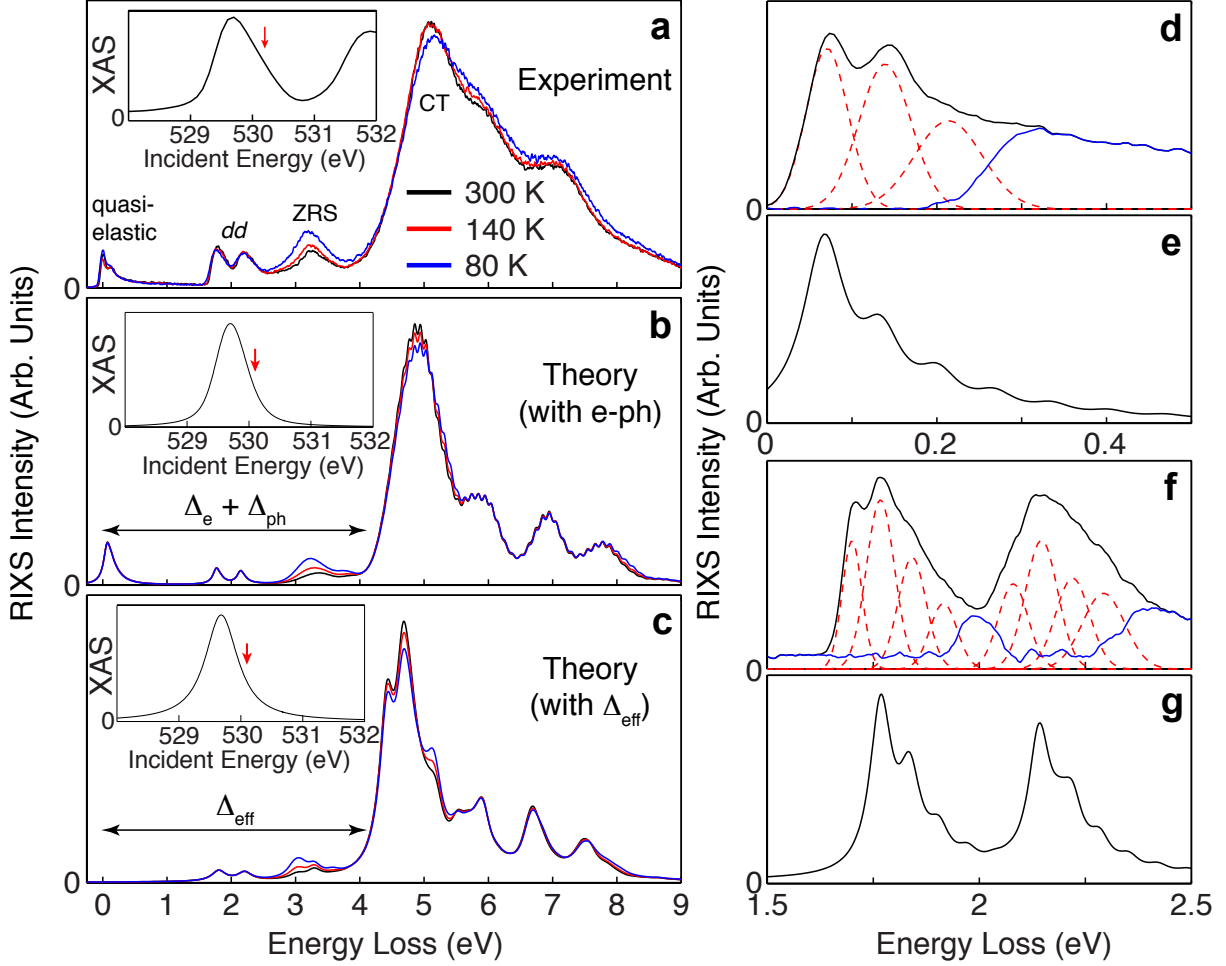 RIXS Intensity (Arb. Units)
a
Experiment
XAS
0
529 530 531 532
Incident Energy (eV)
quasi-
elastic
dd
ZRS
CT
300 K
140 K
80 K
0
b
Theory
(with e-ph)
XAS
0
529 530 531 532
Incident Energy (eV)
Δe + Δph
0
c
Theory
(with Δeff)
XAS
0
529 530 531 532
Incident Energy (eV)
Δeff
0
0 1 2 3 4 5 6 7 8 9
Energy Loss (eV)
RIXS Intensity (Arb. Units)
d
0
e
0
0 0.2 0.4
f
0
g
0
1.5 2 2.5
Energy Loss (eV)